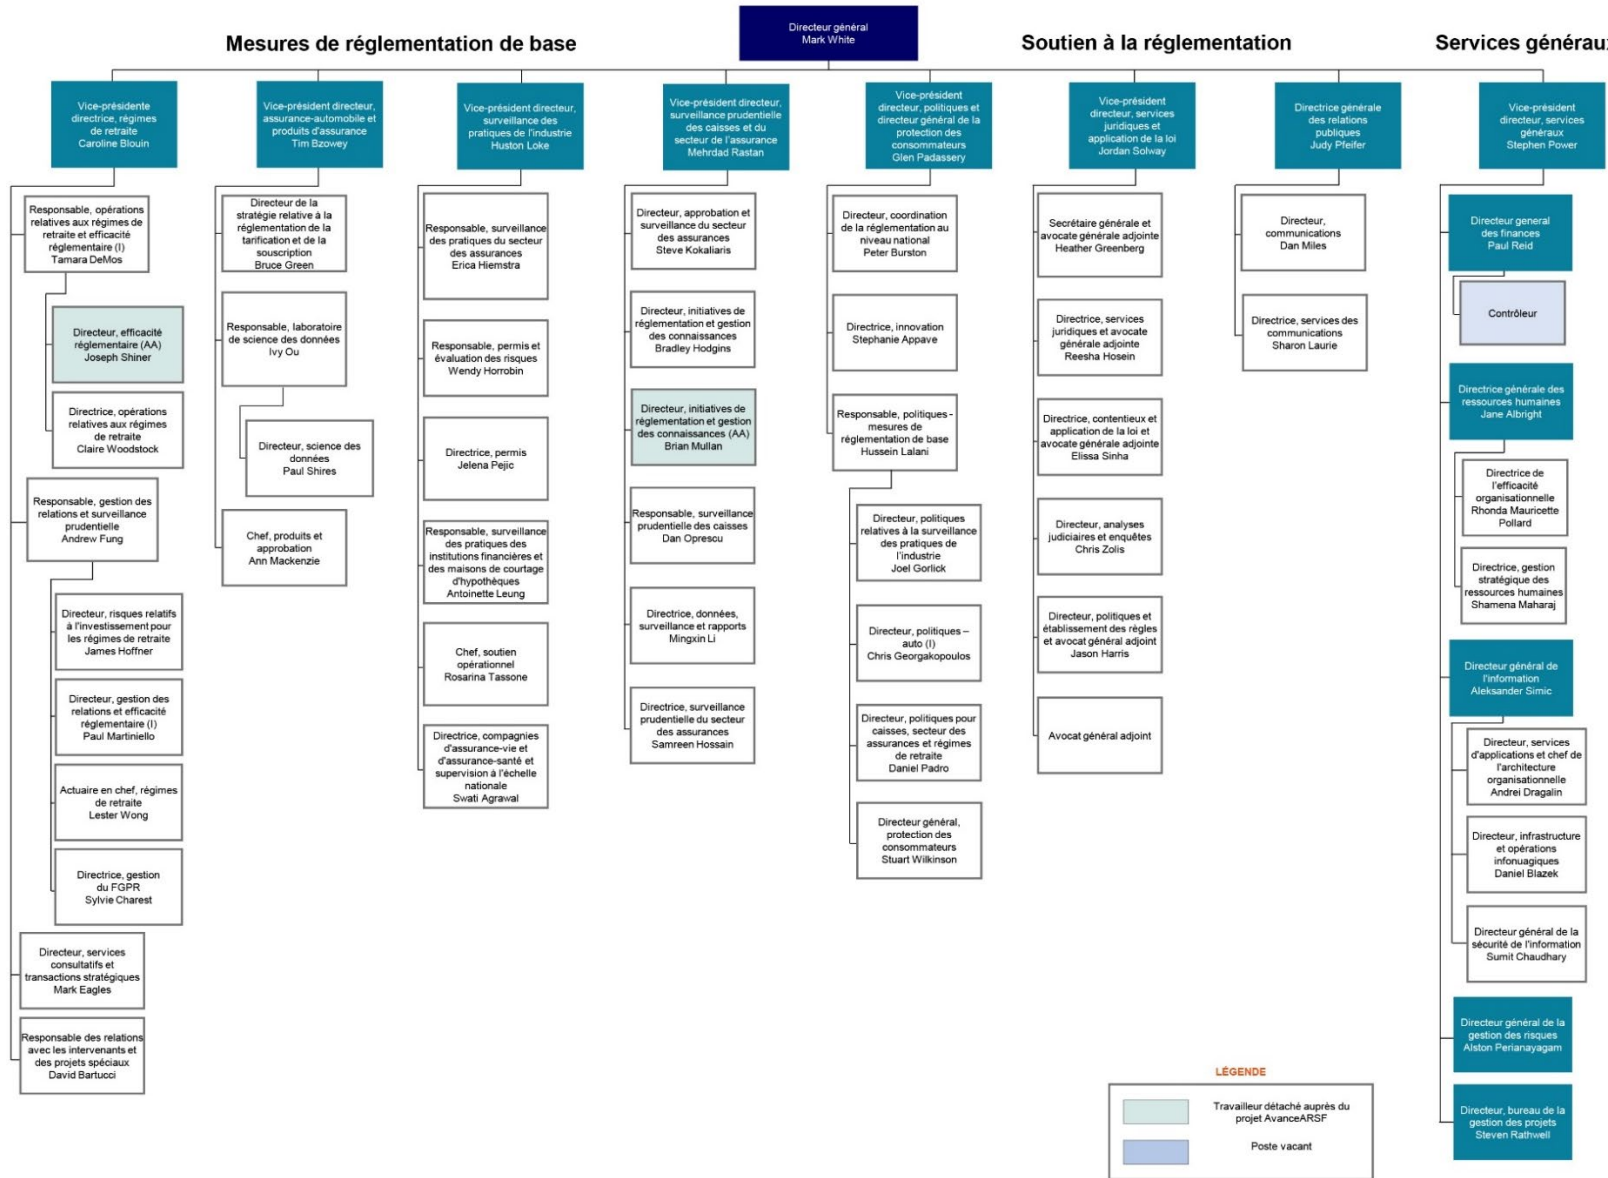 Directeur général
Mark White
Mesures de réglementation de base
Soutien à la réglementation
Services généraux
Vice-présidente
directrice, régimes
de retraite
Caroline Blouin
Vice-président directeur,
assurance-automobile et
produits d'assurance
Tim Bzowey
Vice-président directeur,
surveillance des
pratiques de l'industrie
Huston Loke
Vice-président directeur,
surveillance prudentielle
des caisses et du
secteur de l'assurance
Mehrdad Rastan
Vice-président
directeur, politiques et
directeur général de la
protection des
consommateurs
Glen Padassery
Vice-président
directeur, services
juridiques et
application de la loi
Jordan Solway
Directrice générale
des relations
publiques
Judy Pfeifer
Vice-président
directeur, services
généraux
Stephen Power
Responsable, opérations
relatives aux régimes de
retraite et efficacité
réglementaire (I)
Tamara DeMos
Directeur, efficacité
réglementaire (AA)
Joseph Shiner
Directrice, opérations
relatives aux régimes
de retraite
Claire Woodstock
Responsable, gestion des
relations et surveillance
prudentielle
Andrew Fung
Directeur, risques relatifs
à l'investissement pour
les régimes de retraite
James Hoffner
Directeur, gestion des
relations et efficacité
réglementaire (I)
Paul Martiniello
Actuaire en chef, régimes
de retraite
Lester Wong
Directrice, gestion
du FGPR
Sylvie Charest
Directeur, services
consultatifs et
transactions stratégiques
Mark Eagles
Responsable des relations
avec les intervenants et
des projets spéciaux
David Bartucci
Directeur de la
stratégie relative à la
réglementation de la
tarification et de la
souscription
Bruce Green
Responsable, laboratoire
de science des données
Ivy Ou
Directeur, science des
données
Paul Shires
Chef, produits et
approbation
Ann Mackenzie
Responsable, surveillance
des pratiques du secteur
des assurances
Erica Hiemstra
Responsable, permis et
évaluation des risques
Wendy Horrobin
Directrice, permis
Jelena Pejic
Responsable, surveillance
des pratiques des
institutions financières et
des maisons de courtage
d'hypothèques
Antoinette Leung
Chef, soutien
opérationnel
Rosarina Tassone
Directrice, compagnies
d'assurance-vie et
d'assurance-santé et
supervision à l'échelle
nationale
Swati Agrawal
Directeur, approbation et
surveillance du secteur
des assurances
Steve Kokaliaris
Directeur, initiatives de
réglementation et gestion
des connaissances
Bradley Hodgins
Directeur, initiatives de
réglementation et gestion
des connaissances (AA)
Brian Mullan
Responsable, surveillance
prudentielle des caisses
Dan Oprescu
Directrice, données,
surveillance et rapports
Mingxin Li
Directrice, surveillance
prudentielle du secteur
des assurances
Samreen Hossain
Directeur, coordination
de la réglementation au
niveau national
Peter Burston
Directrice, innovation
Stephanie Appave
Responsable, politiques -
mesures de
réglementation de base
Hussein Lalani
Directeur, politiques
relatives à la surveillance
des pratiques de
l'industrie
Joel Gorlick
Directeur, politiques –
auto (I)
Chris Georgakopoulos
Directeur, politiques pour
caisses, secteur des
assurances et régimes
de retraite
Daniel Padro
Directeur général,
protection des
consommateurs
Stuart Wilkinson
Secrétaire générale et
avocate générale adjointe
Heather Greenberg
Directrice, services
juridiques et avocate
générale adjointe
Reesha Hosein
Directrice, contentieux et
application de la loi et
avocate générale adjointe
Elissa Sinha
Directeur, analyses
judiciaires et enquêtes
Chris Zolis
Directeur, politiques et
établissement des règles
et avocat général adjoint
Jason Harris
Avocat général adjoint
Directeur,
communications
Dan Miles
Directrice, services des
communications
Sharon Laurie
Directeur general
des finances
Paul Reid
Contrôleur
Directrice générale des
ressources humaines
Jane Albright
Directrice de
l'efficacité
organisationnelle
Rhonda Mauricette
Pollard
Directrice, gestion
stratégique des
ressources humaines
Shamena Maharaj
Directeur général de
l'information
Aleksander Simic
Directeur, services
d'applications et chef de
l'architecture
organisationnelle
Andrei Dragalin
Directeur, infrastructure
et opérations
infonuagiques
Daniel Blazek
Directeur général de la
sécurité de l'information
Sumit Chaudhary
Directeur général de la
gestion des risques
Alston Perianayagam
Directeur, bureau de la
gestion des projets
Steven Rathwell
LÉGENDE
Travailleur détaché auprès du
projet AvanceARSF
Poste vacant